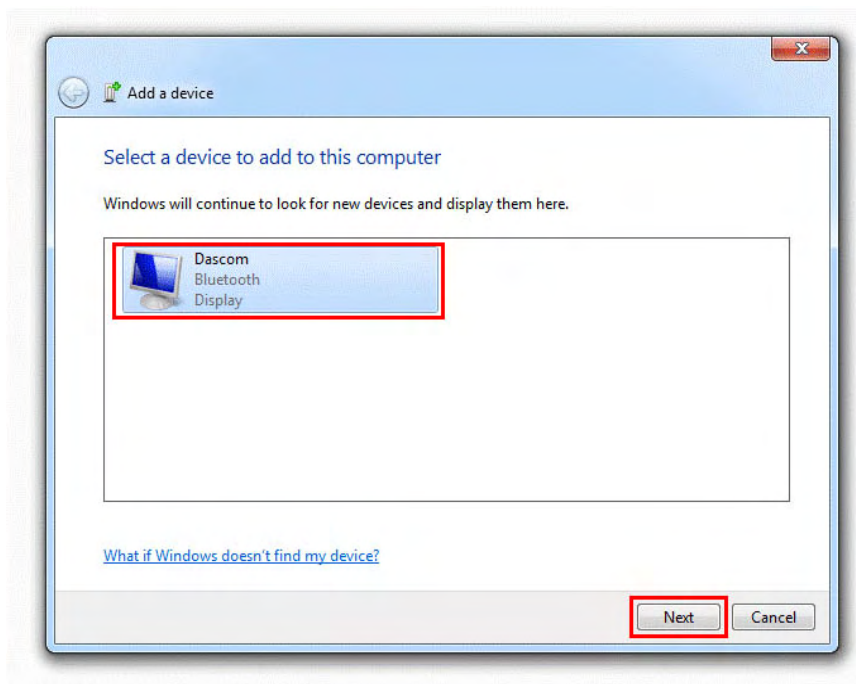 Add a device
Select a device to add to this computer
Windows will continue to look for new devices and display them here.
Dascom
Bluetooth
Display
What if Windows doesn't find my device?
Next Cancel